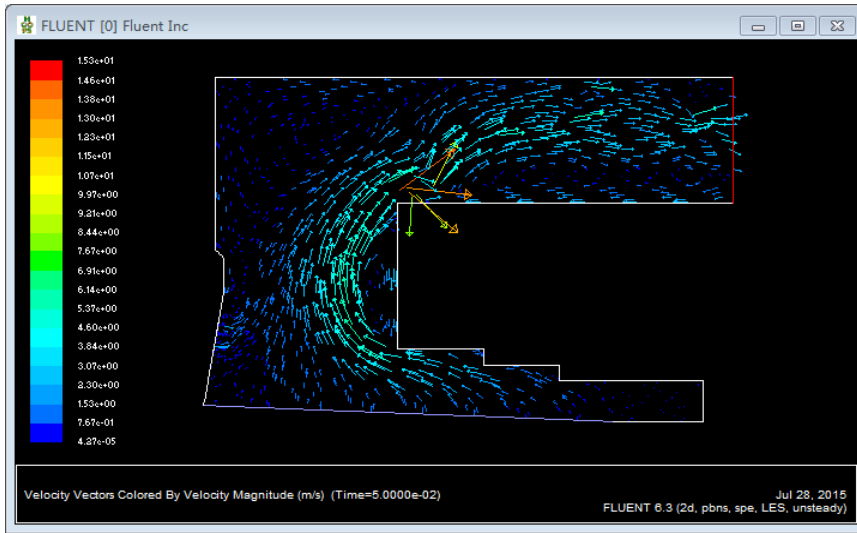 FLUENT [0] Fluent Inc
1.53e+01
1.46e+01
1.38e+01
1.30e+01
1.23e+01
1.15e+01
1.07e+01
9.97e+00
9.21e+00
8.44e+00
7.67e+00
6.91e+00
6.14e+00
5.37e+00
4.60e+00
3.84e+00
3.07e+00
2.30e+00
1.53e+00
7.67e-01
4.27e-05
Velocity Vectors Colored By Velocity Magnitude (m/s) (Time=5.0000e-02)
Jul 28, 2015
FLUENT 6.3 (2d, pbns, spe, LES, unsteady)